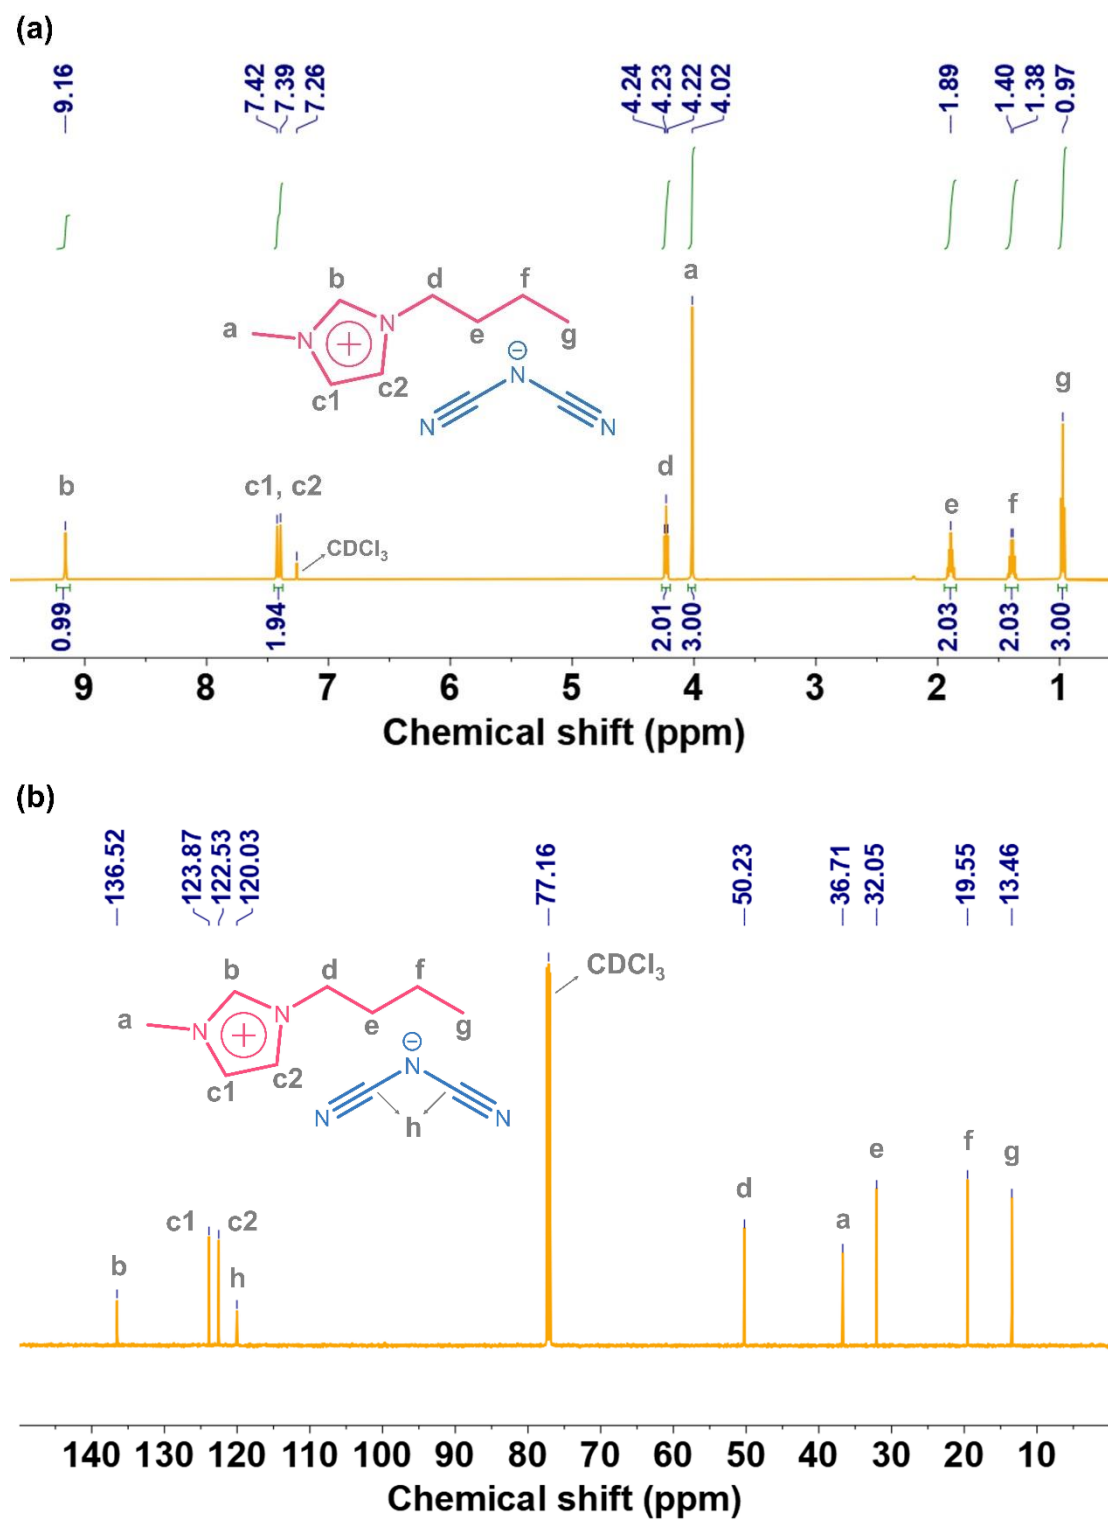 (a)
9.16 7.42 7.39 7.26 4.24 4.23 4.22 4.02 1.89 1.40 1.38 0.97
b d f a
a N N e g
c1 c2 N N N
g
d
b c1, c2 e f
CDCl3
0.99 1.94 2.01 3.00 2.03 2.03 3.00
9 8 7 6 5 4 3 2 1
Chemical shift (ppm)
(b)
136.52 123.87 122.53 120.03 77.16 50.23 36.71 32.05 19.55 13.46
CDCl3
b d f
a N N e g
c1 c2 N N N
h
e f g
d a
c1 c2
b h
140 130 120 110 100 90 80 70 60 50 40 30 20 10
Chemical shift (ppm)